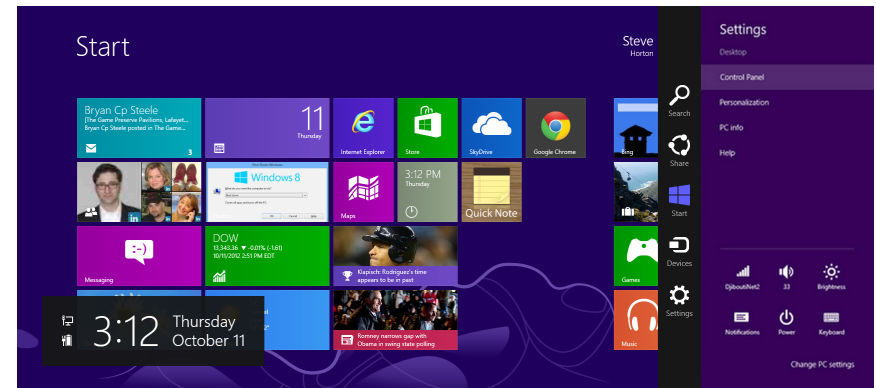 Start
Steve
Horton
Bryan Cp Steele
[The Game Preserve Pavilions, Lafayet...
Bryan Cp Steele posted in The Game...
3
11
Thursday
Internet Explorer
Store
SkyDrive
Google Chrome
Bing
in
in
in
Windows 8
Maps
3:12 PM
Thursday
Quick Note
Messaging
DOW
13,343.36 ▼ -0.01% (-1.61)
10/11/2012 2:51 PM EDT
Klapisch: Rodriguez's time
appears to be in past
Games
Romney narrows gap with
Obama in swing state polling
Music
3:12
Thursday
October 11
Search
Share
Start
Devices
Settings
Settings
Desktop
Control Panel
Personalization
PC info
Help
DjiboutiNet2
33
Brightness
Notifications
Power
Keyboard
Change PC settings